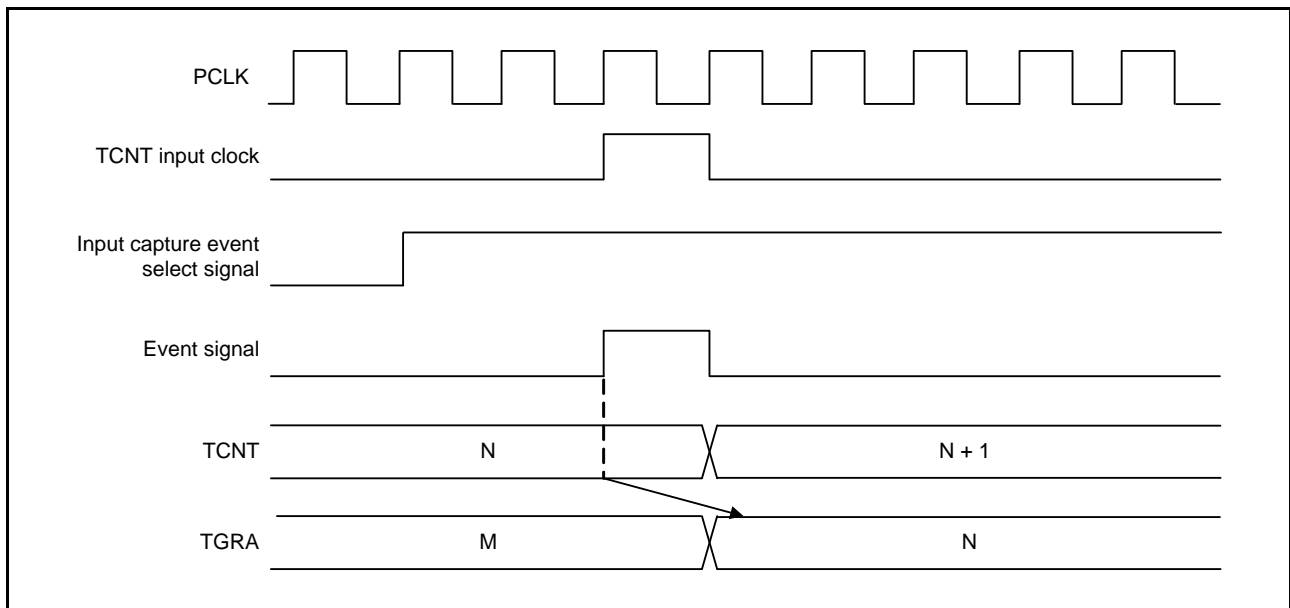 PCLK
TCNT input clock
Input capture event
select signal
Event signal
TCNT
N
N + 1
TGRA
M
N